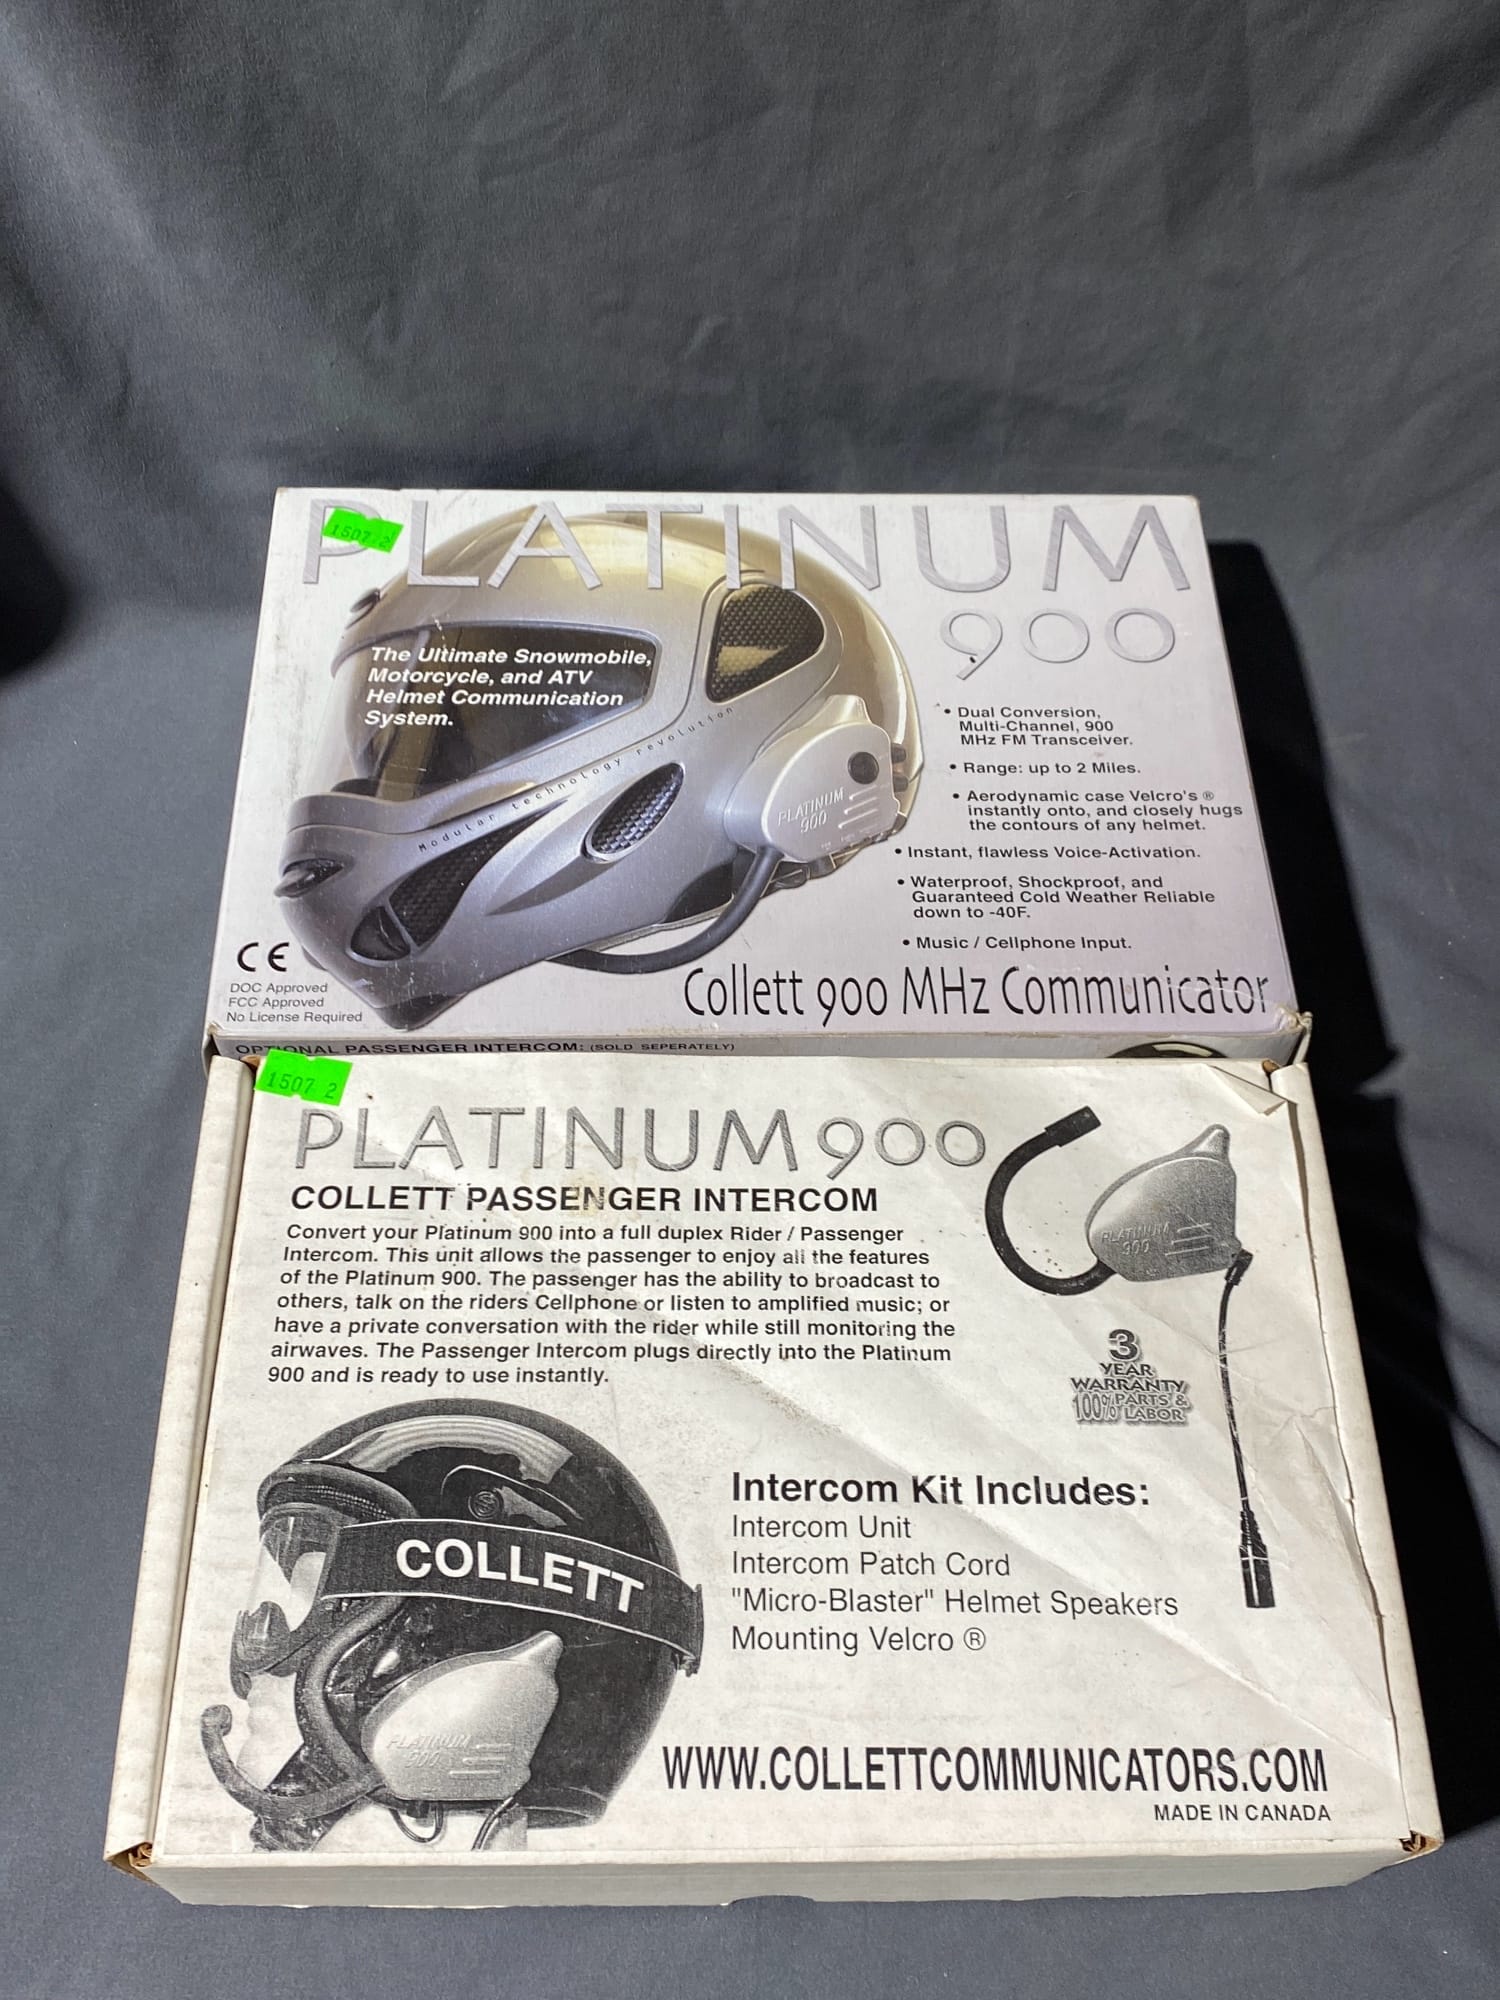 PLATINUM
1507 2
900
The Ultimate Snowmobile,
Motorcycle, and ATV
Helmet Communication
System.
Modular technology revolution
PLATINUM
900
• Dual Conversion,
Multi-Channel, 900
MHz FM Transceiver.
• Range: up to 2 Miles.
• Aerodynamic case Velcro's ®
instantly onto, and closely hugs
the contours of any helmet.
• Instant, flawless Voice-Activation.
• Waterproof, Shockproof, and
Guaranteed Cold Weather Reliable
down to -40F.
• Music / Cellphone Input.
CE
DOC Approved
FCC Approved
No License Required
Collett 900 MHz Communicator
OPTIONAL PASSENGER INTERCOM: (SOLD SEPERATELY)
1507 2
PLATINUM 900
COLLETT PASSENGER INTERCOM
Convert your Platinum 900 into a full duplex Rider / Passenger
Intercom. This unit allows the passenger to enjoy all the features
of the Platinum 900. The passenger has the ability to broadcast to
others, talk on the riders Cellphone or listen to amplified music; or
have a private conversation with the rider while still monitoring the
airwaves. The Passenger Intercom plugs directly into the Platinum
900 and is ready to use instantly.
PLATINUM
900
3
YEAR
WARRANTY
100% PARTS &
LABOR
COLLETT
PLATINUM
900
Intercom Kit Includes:
Intercom Unit
Intercom Patch Cord
"Micro-Blaster" Helmet Speakers
Mounting Velcro ®
WWW.COLLETTCOMMUNICATORS.COM
MADE IN CANADA